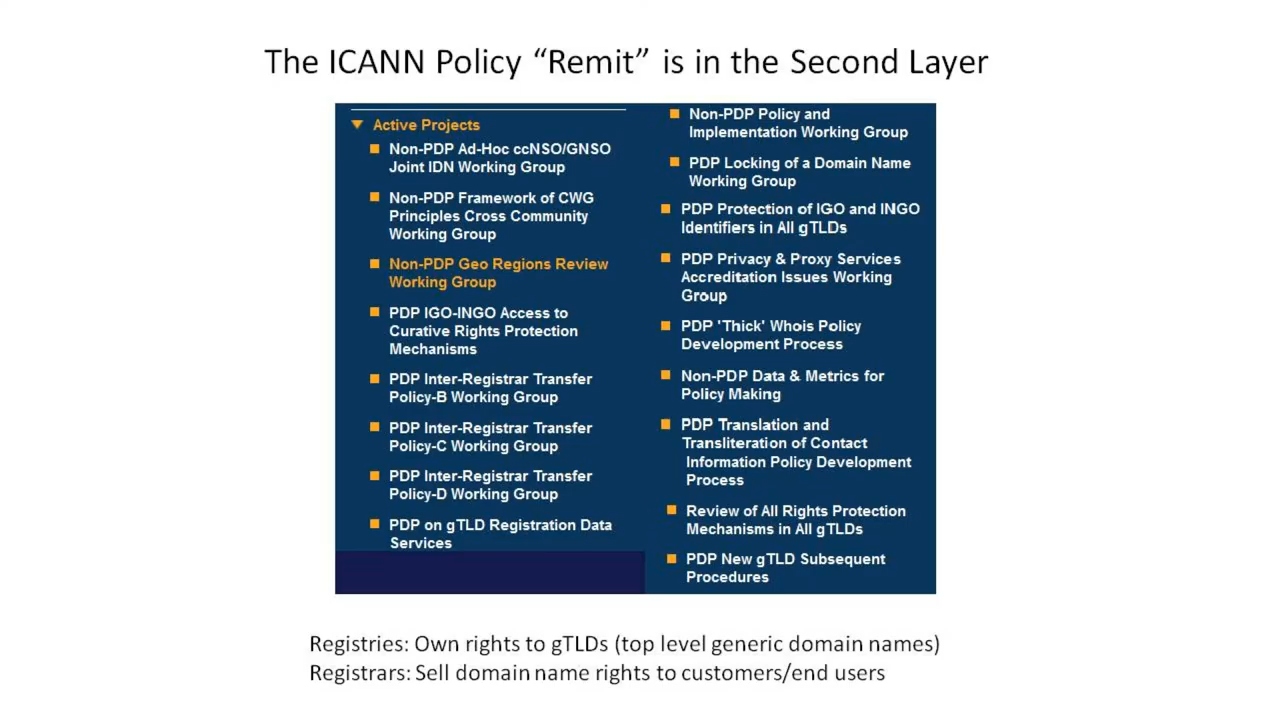 The ICANN Policy “Remit” is in the Second Layer
Active Projects
Non-PDP Ad-Hoc ccNSO/GNSO
Joint IDN Working Group
Non-PDP Framework of CWG
Principles Cross Community
Working Group
Non-PDP Geo Regions Review
Working Group
PDP IGO-INGO Access to
Curative Rights Protection
Mechanisms
PDP Inter-Registrar Transfer
Policy-B Working Group
PDP Inter-Registrar Transfer
Policy-C Working Group
PDP Inter-Registrar Transfer
Policy-D Working Group
PDP on gTLD Registration Data
Services
Non-PDP Policy and
Implementation Working Group
PDP Locking of a Domain Name
Working Group
PDP Protection of IGO and INGO
Identifiers in All gTLDs
PDP Privacy & Proxy Services
Accreditation Issues Working
Group
PDP 'Thick' Whois Policy
Development Process
Non-PDP Data & Metrics for
Policy Making
PDP Translation and
Transliteration of Contact
Information Policy Development
Process
Review of All Rights Protection
Mechanisms in All gTLDs
PDP New gTLD Subsequent
Procedures
Registries: Own rights to gTLDs (top level generic domain names)
Registrars: Sell domain name rights to customers/end users